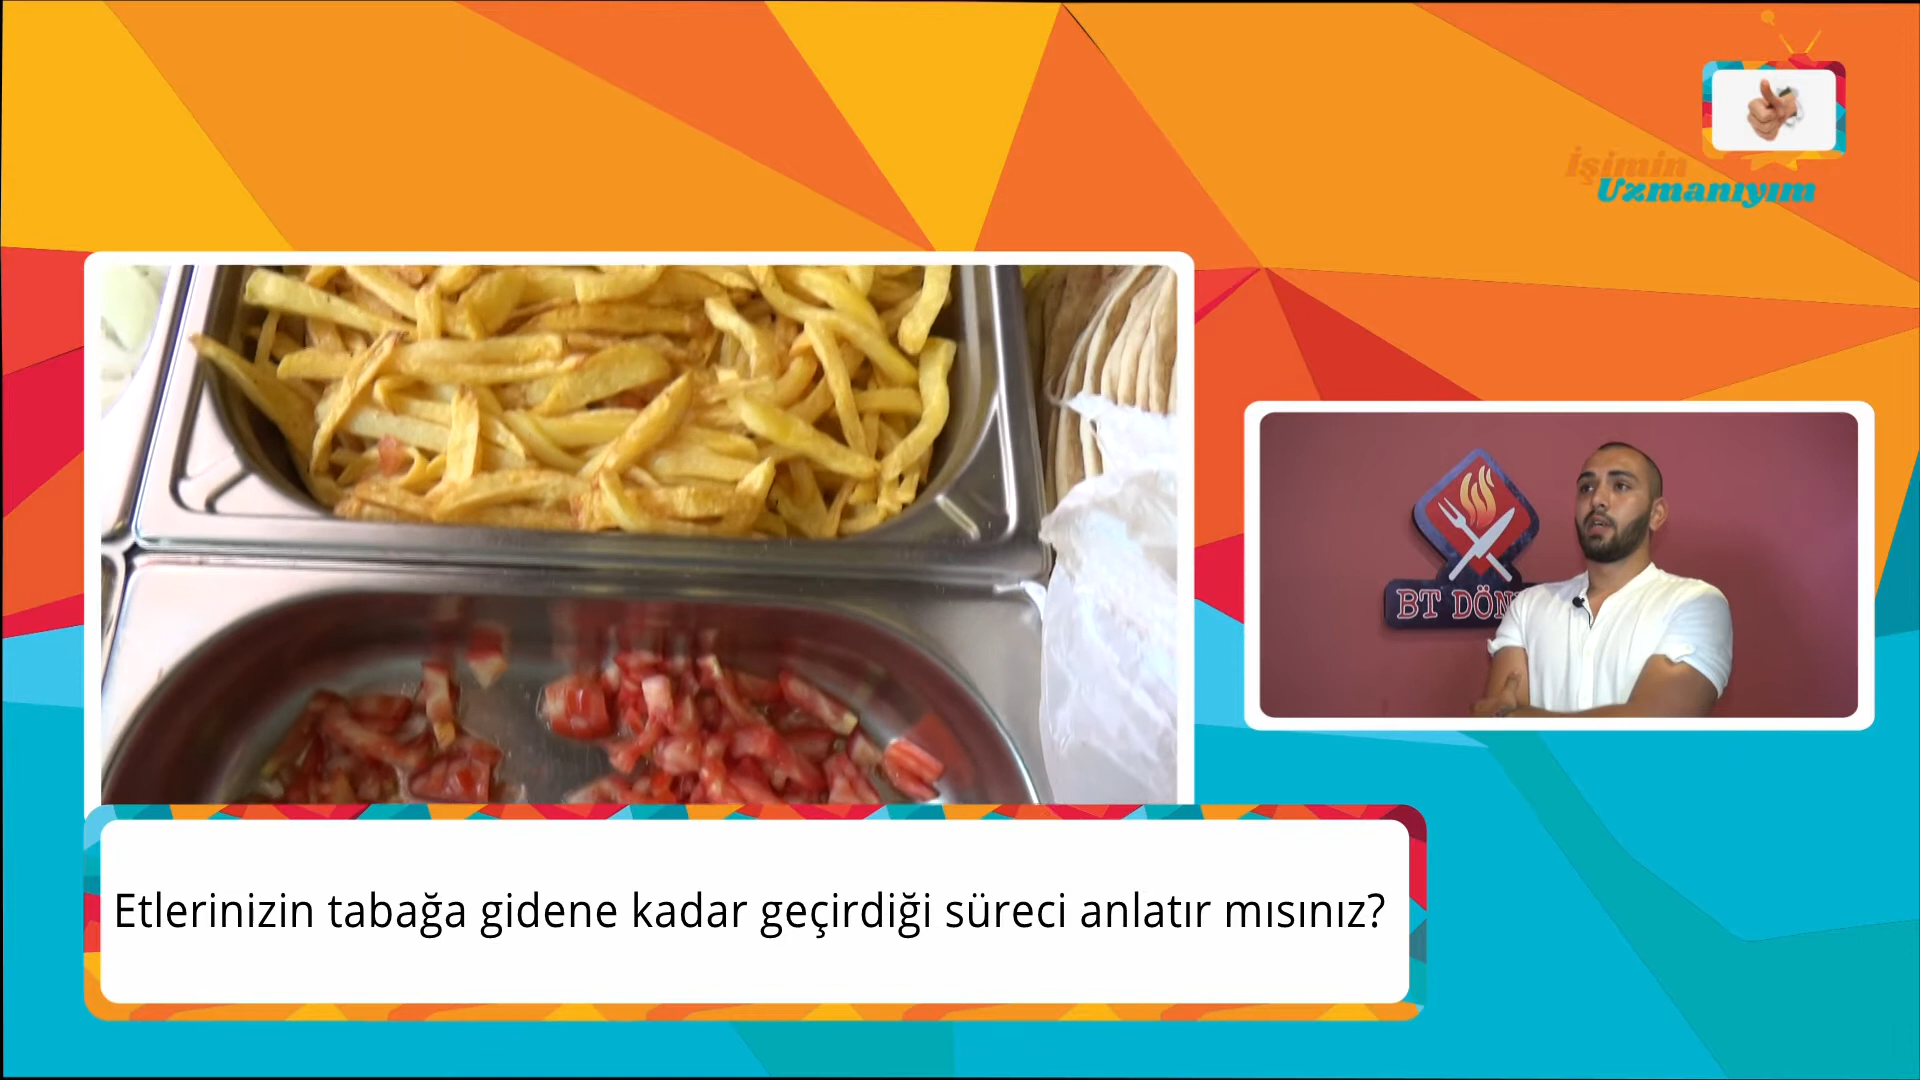 İşimin
Uzmanıyım
BT DÖN
Etlerinizin tabağa gidene kadar geçirdiği süreci anlatır mısınız?